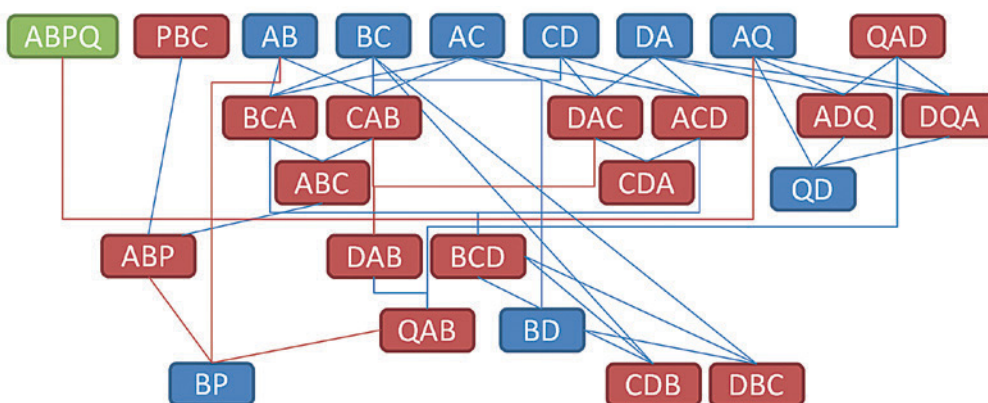 ABPQ PBC AB BC AC CD DA AQ QAD
BCA CAB DAC ACD ADQ DQA
ABC CDA QD
ABP DAB BCD
QAB BD
BP CDB DBC